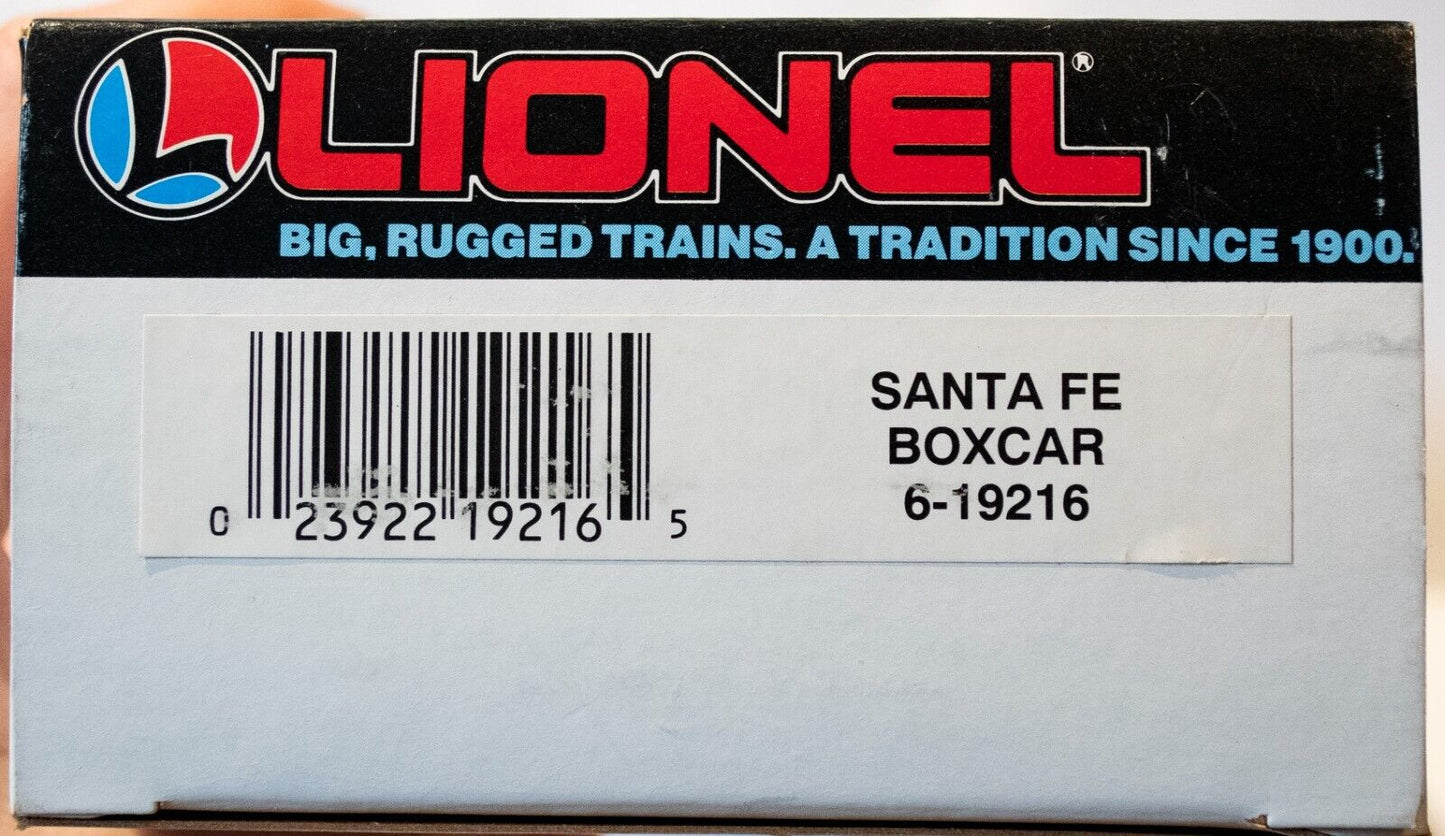 LIONEL®
BIG, RUGGED TRAINS. A TRADITION SINCE 1900.
0 23922 19216 5
SANTA FE
BOXCAR
6-19216